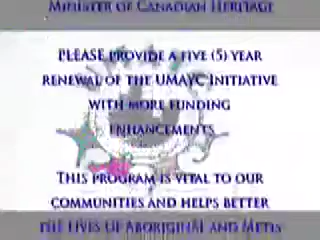 Minister of Canadian Heritage
PLEASE provide a five (5) year
renewal of the UMAYC Initiative
with more funding
enhancements
This program is vital to our
communities and helps better
the lives of Aboriginal and Metis